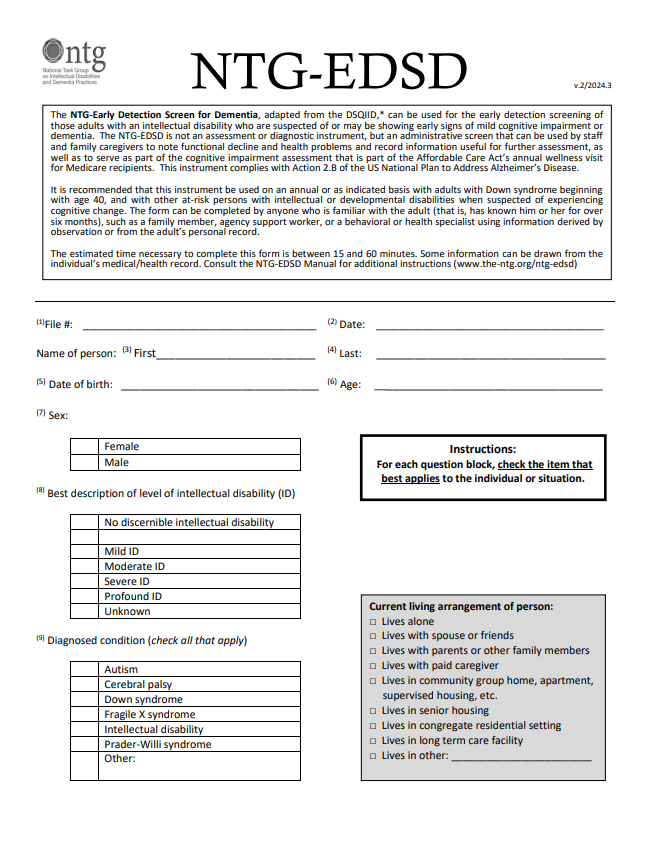 ntg
National Task Group
on Intellectual Disabilities
and Dementia Practices
NTG-EDSD
v.2/2024.3
The NTG-Early Detection Screen for Dementia, adapted from the DSQIID,* can be used for the early detection screening of
those adults with an intellectual disability who are suspected of or may be showing early signs of mild cognitive impairment or
dementia. The NTG-EDSD is not an assessment or diagnostic instrument, but an administrative screen that can be used by staff
and family caregivers to note functional decline and health problems and record information useful for further assessment, as
well as to serve as part of the cognitive impairment assessment that is part of the Affordable Care Act's annual wellness visit
for Medicare recipients. This instrument complies with Action 2.B of the US National Plan to Address Alzheimer's Disease.
It is recommended that this instrument be used on an annual or as indicated basis with adults with Down syndrome beginning
with age 40, and with other at-risk persons with intellectual or developmental disabilities when suspected of experiencing
cognitive change. The form can be completed by anyone who is familiar with the adult (that is, has known him or her for over
six months), such as a family member, agency support worker, or a behavioral or health specialist using information derived by
observation or from the adult's personal record.
The estimated time necessary to complete this form is between 15 and 60 minutes. Some information can be drawn from the
individual's medical/health record. Consult the NTG-EDSD Manual for additional instructions (www.the-ntg.org/ntg-edsd)
(1)File #: ____________ (2) Date: ____________
Name of person: (3) First____________ (4) Last: ____________
(5) Date of birth: ____________ (6) Age: ____________
(7) Sex:
Female
Male
Instructions:
For each question block, check the item that
best applies to the individual or situation.
(8) Best description of level of intellectual disability (ID)
No discernible intellectual disability
Mild ID
Moderate ID
Severe ID
Profound ID
Unknown
(9) Diagnosed condition (check all that apply)
Autism
Cerebral palsy
Down syndrome
Fragile X syndrome
Intellectual disability
Prader-Willi syndrome
Other:
Current living arrangement of person:
□ Lives alone
□ Lives with spouse or friends
□ Lives with parents or other family members
□ Lives with paid caregiver
□ Lives in community group home, apartment,
supervised housing, etc.
□ Lives in senior housing
□ Lives in congregate residential setting
□ Lives in long term care facility
□ Lives in other: ____________